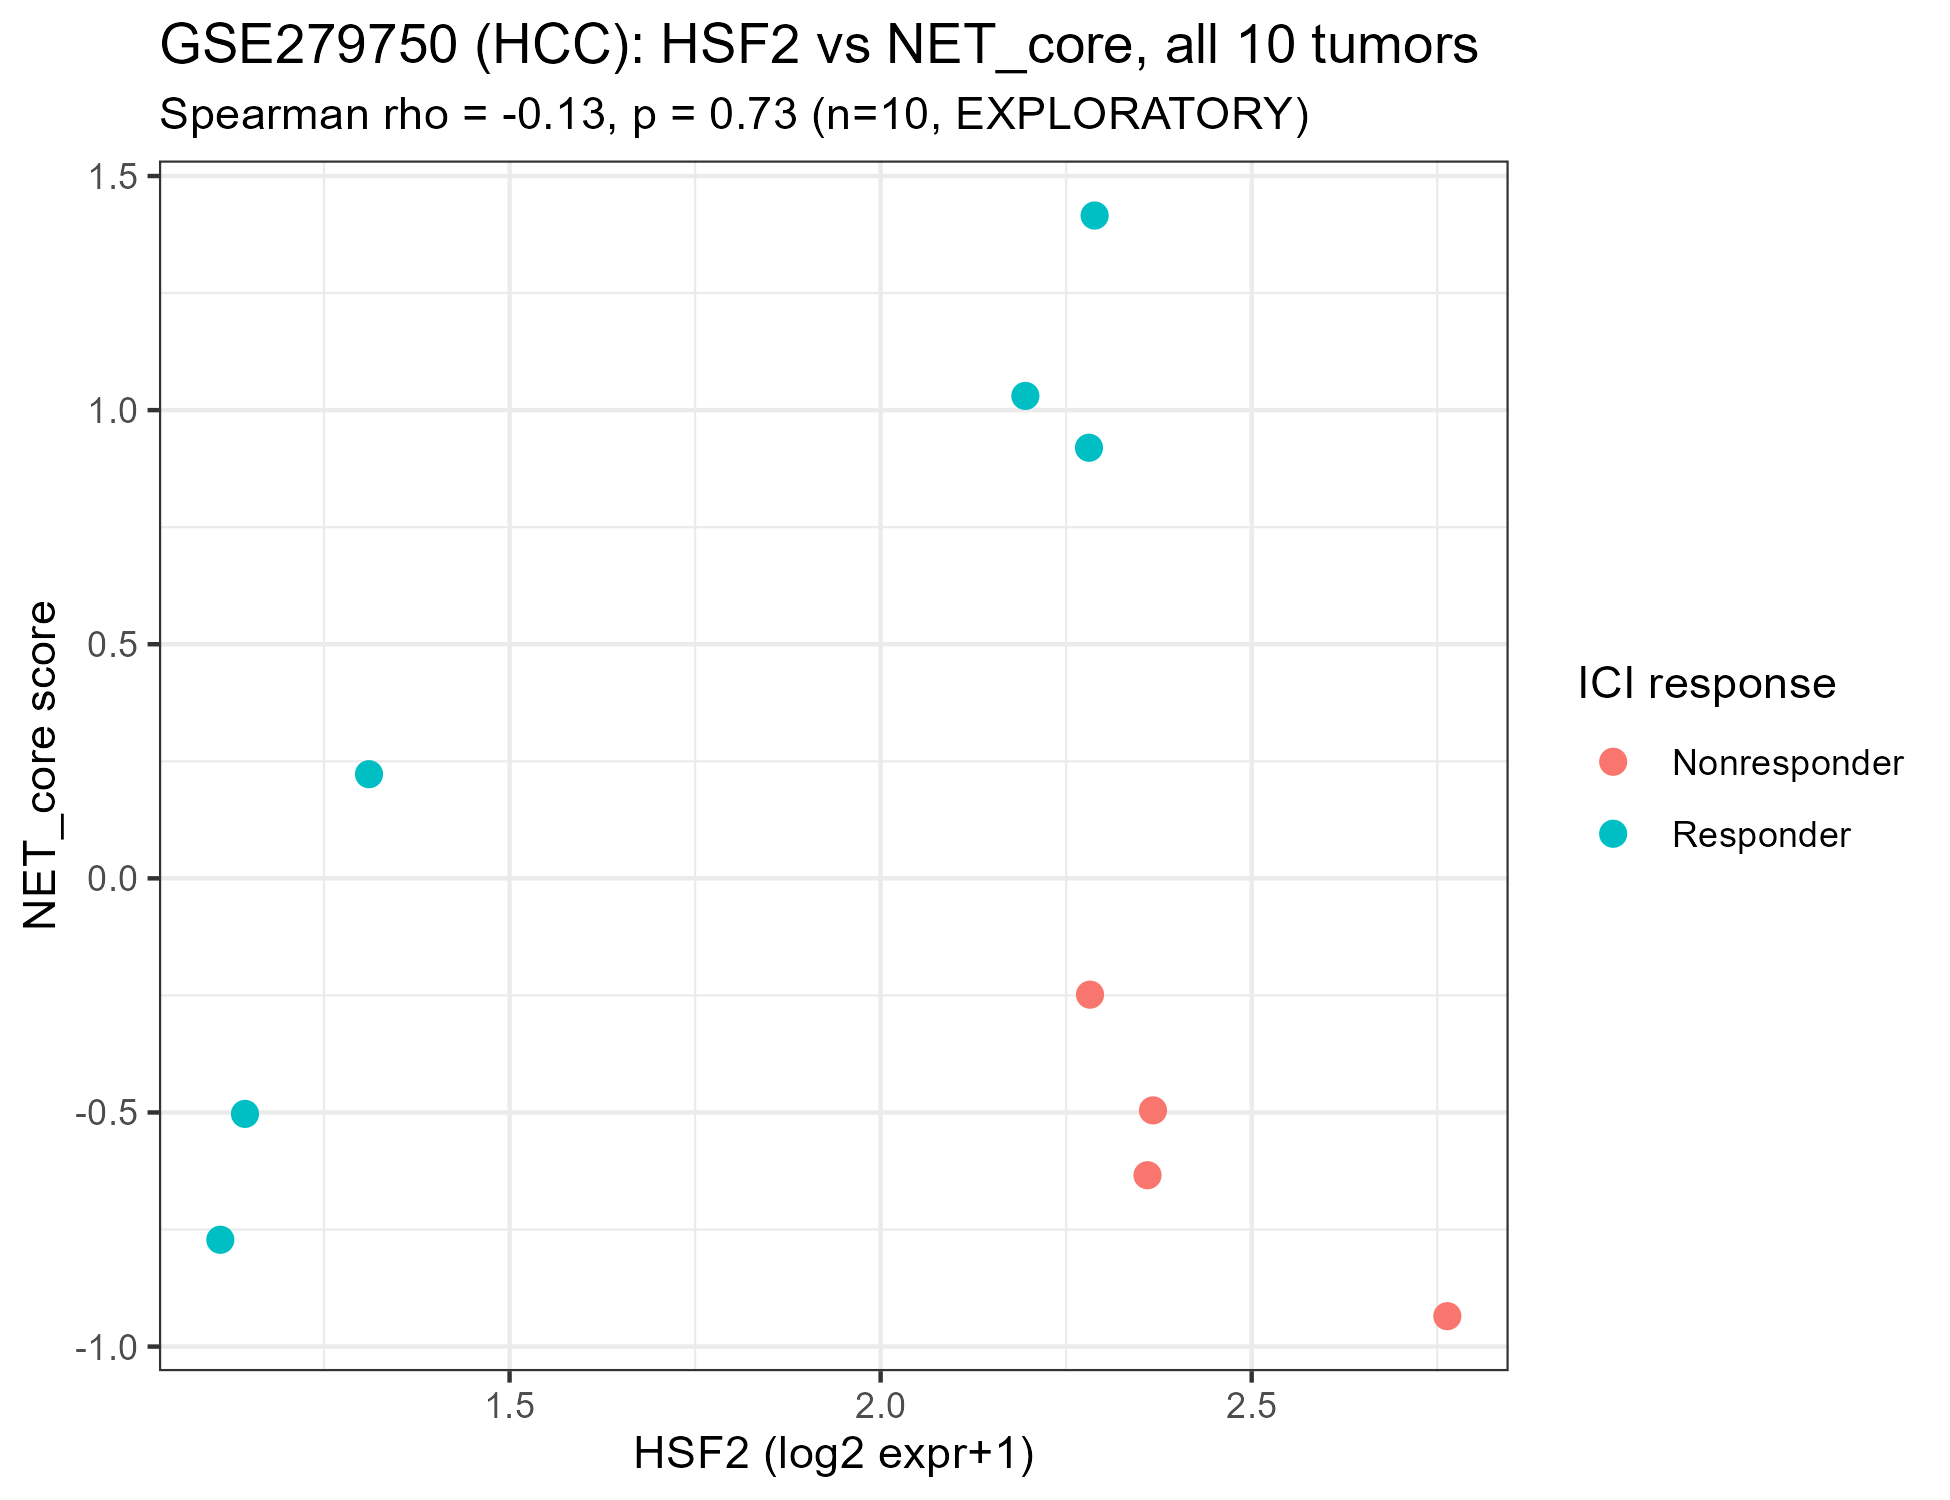 GSE279750 (HCC): HSF2 vs NET_core, all 10 tumors
Spearman rho = -0.13, p = 0.73 (n=10, EXPLORATORY)
NET_core score
1.5
1.0
0.5
0.0
-0.5
-1.0
1.5
2.0
2.5
HSF2 (log2 expr+1)
ICI response
Nonresponder
Responder